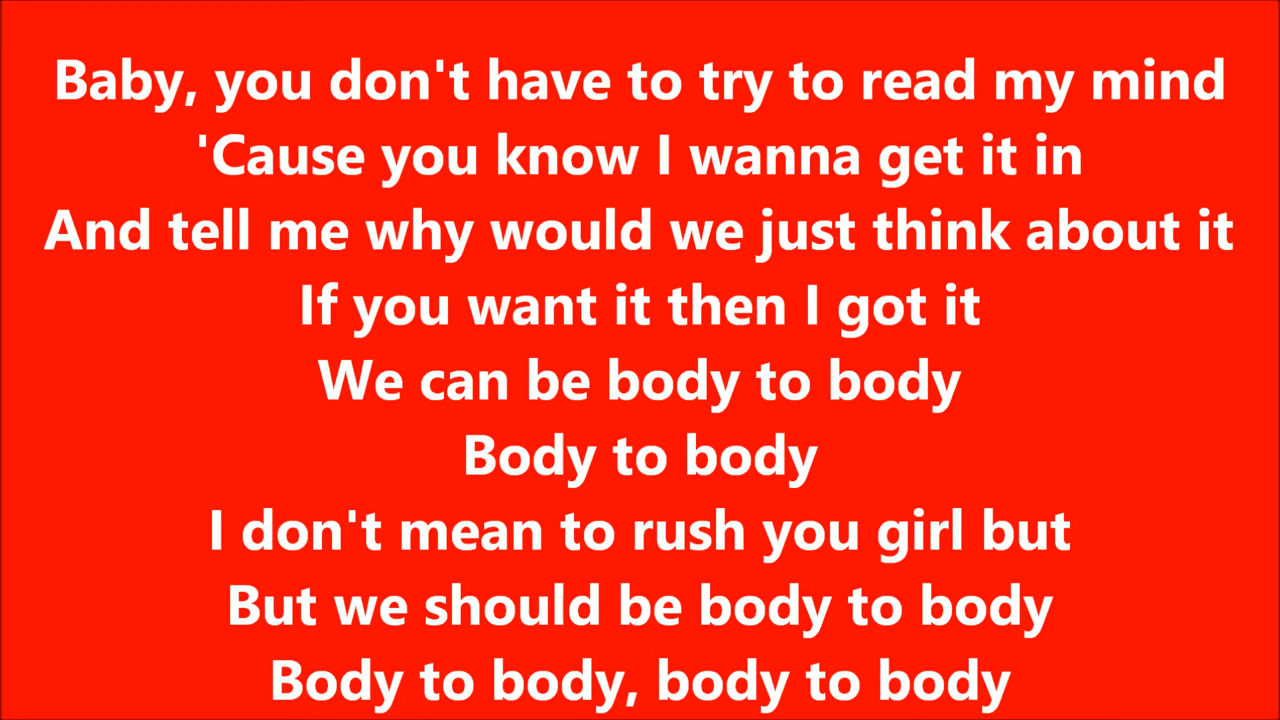 Baby, you don't have to try to read my mind
'Cause you know I wanna get it in
And tell me why would we just think about it
If you want it then I got it
We can be body to body
Body to body
I don't mean to rush you girl but
But we should be body to body
Body to body, body to body